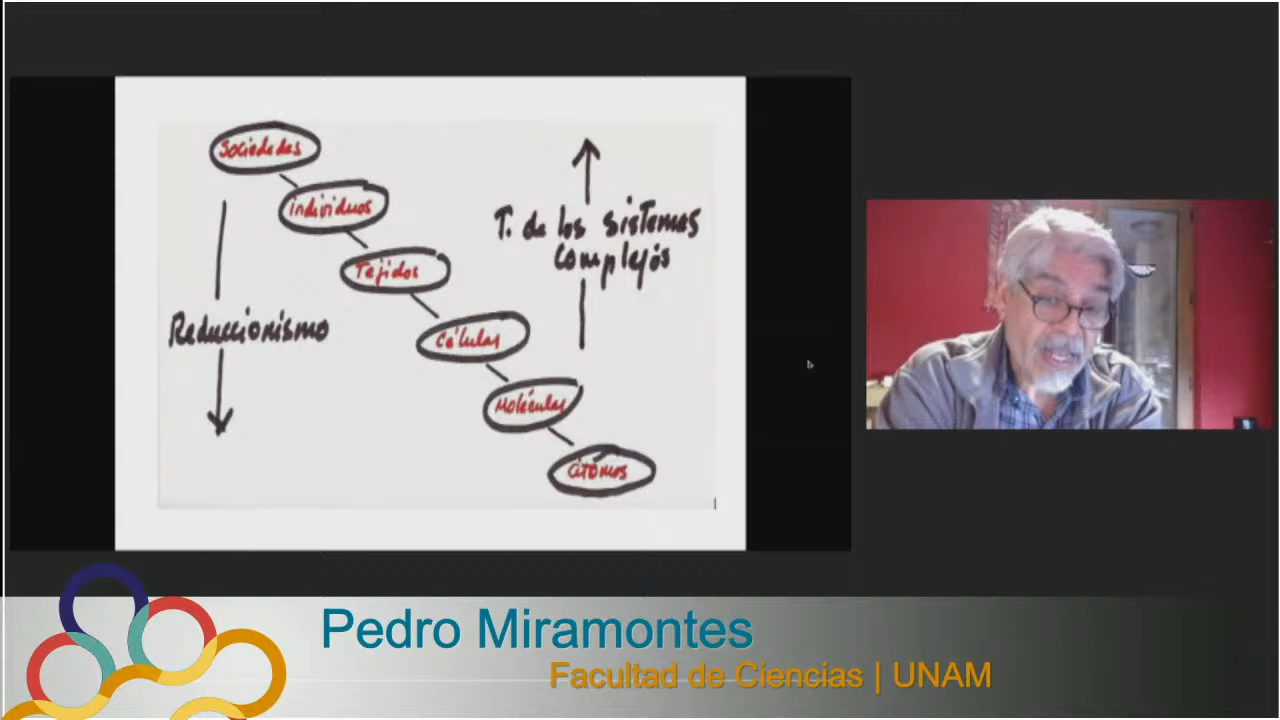 Sociedades
individuos
Tejidos
Células
Moléculas
átomos
Reduccionismo
T. de los sistemas
complejos
Pedro Miramontes
Facultad de Ciencias | UNAM